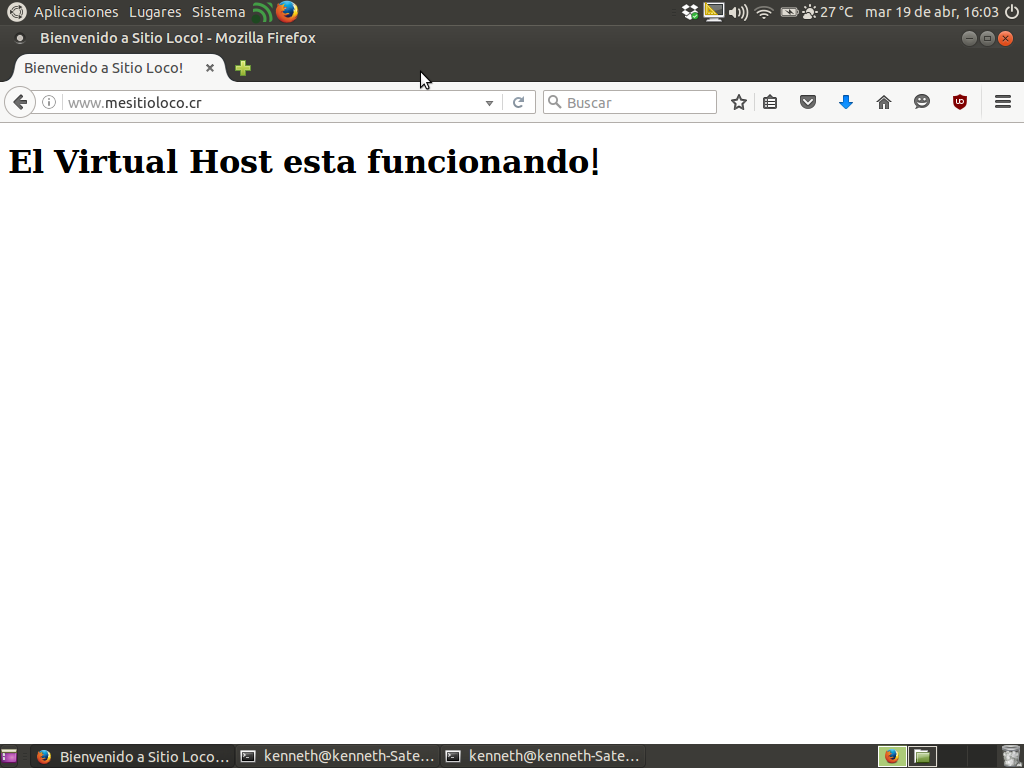 Aplicaciones Lugares Sistema 27 °C mar 19 de abr, 16:03
Bienvenido a Sitio Loco! - Mozilla Firefox
Bienvenido a Sitio Loco!
www.mesitioloco.cr Buscar
El Virtual Host esta funcionando!
Bienvenido a Sitio Loco... kenneth@kenneth-Sate... kenneth@kenneth-Sate...